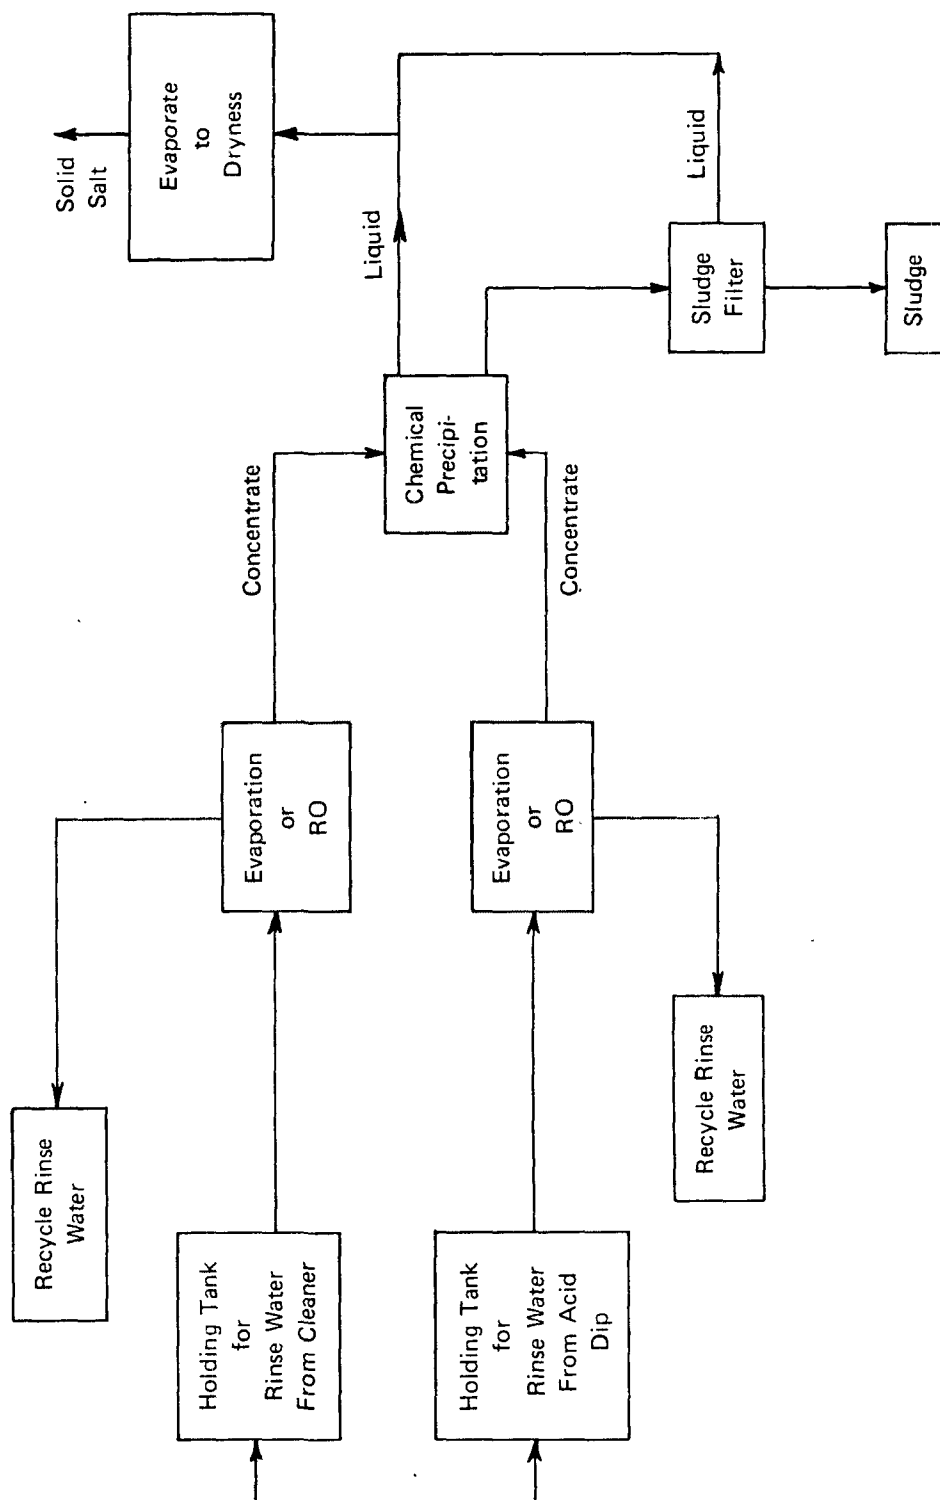 Recycle Rinse
Water
Holding Tank
for
Rinse Water
From Cleaner
Evaporation
or
RO
Concentrate
Solid
Salt
Evaporate
to
Dryness
Liquid
Chemical
Precipi-
tation
Holding Tank
for
Rinse Water
From Acid
Dip
Evaporation
or
RO
Concentrate
Recycle Rinse
Water
Sludge
Filter
Liquid
Sludge